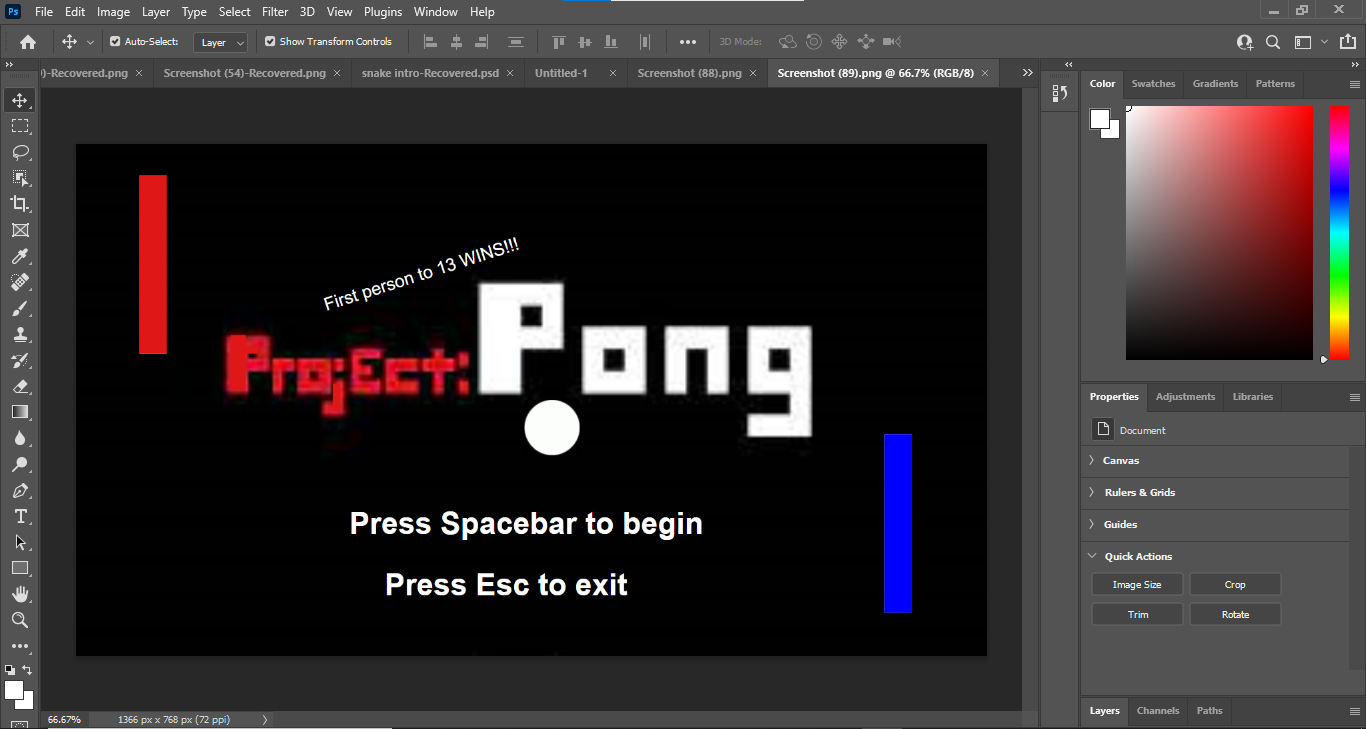 Ps File Edit Image Layer Type Select Filter 3D View Plugins Window Help
Auto-Select: Layer Show Transform Controls 3D Mode:
)-Recovered.png × Screenshot (54)-Recovered.png × snake intro-Recovered.psd × Untitled-1 × Screenshot (88).png × Screenshot (89).png @ 66.7% (RGB/8) ×
Color Swatches Gradients Patterns
First person to 13 WINS!!!
Project: Pong
Press Spacebar to begin
Press Esc to exit
Properties Adjustments Libraries
Document
Canvas
Rulers & Grids
Guides
Quick Actions
Image Size Crop
Trim Rotate
Layers Channels Paths
66.67% 1366 px x 768 px (72 ppi)